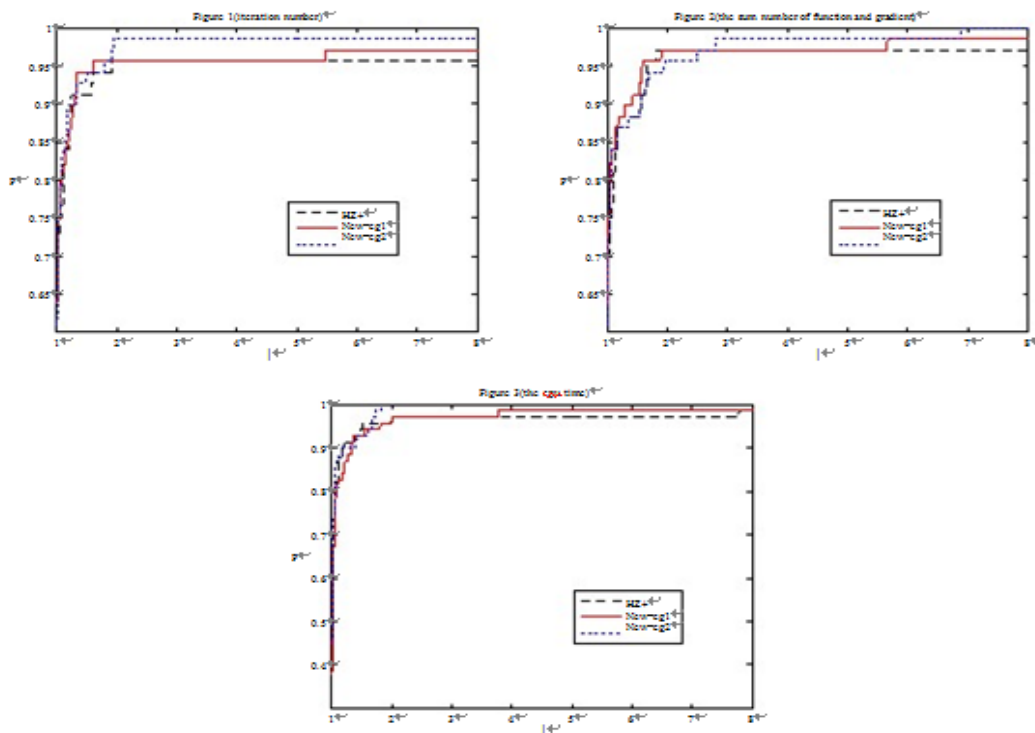 Figure 1(iteration number)↵
1
0.95
0.9
0.85
0.8
0.75
0.7
0.65
P↵
1 2 3 4 5 6 7 8
HZ+↵
New-cg1↵
New-cg2↵
Figure 2(the sum number of function and gradient)↵
1
0.95
0.9
0.85
0.8
0.75
0.7
0.65
P↵
1 2 3 4 5 6 7 8
HZ+↵
New-cg1↵
New-cg2↵
Figure 3(the cpu time)↵
1
0.9
0.8
0.7
0.6
0.5
0.4
P↵
1 2 3 4 5 6 7 8
HZ+↵
New-cg1↵
New-cg2↵